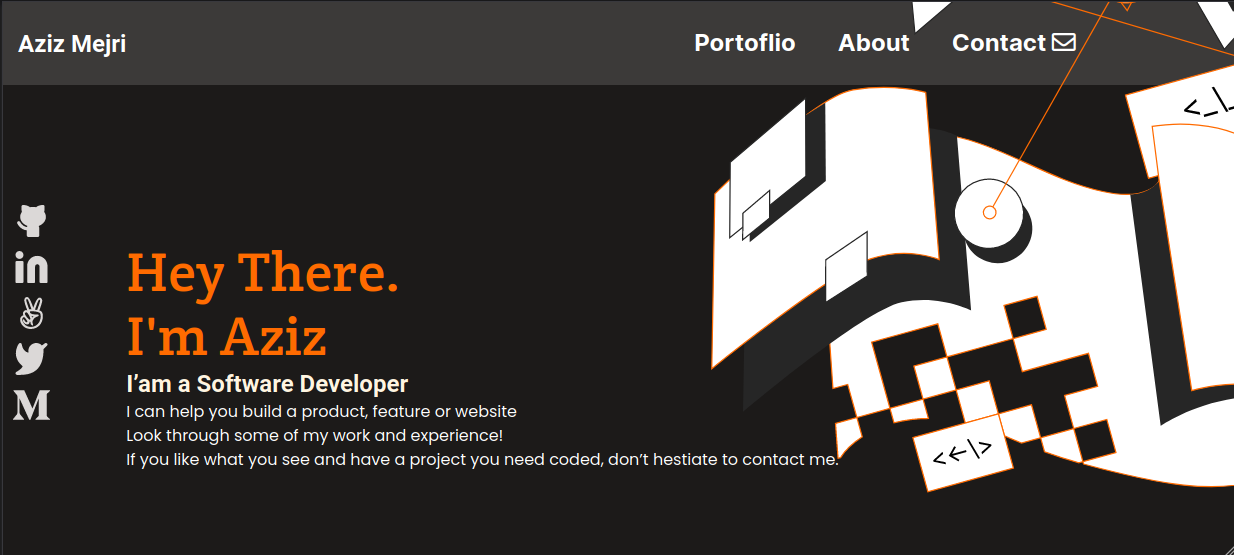 Aziz Mejri
Portoflio About Contact
<_\_
Hey There.
I'm Aziz
I’am a Software Developer
I can help you build a product, feature or website
Look through some of my work and experience!
If you like what you see and have a project you need coded, don’t hestiate to contact me.
<←|\>